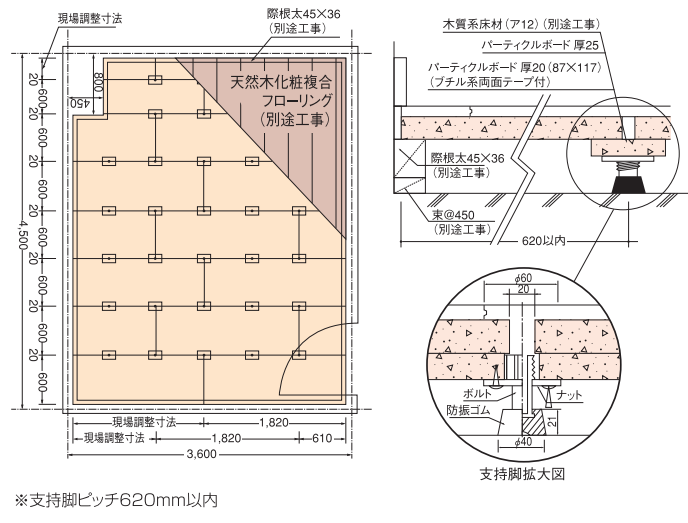 現場調整寸法
際根太45×36
(別途工事)
天然木化粧複合
フローリング
(別途工事)
800
450
20
600
20
600
20
600
20
600
20
600
20
600
20
600
4,500
現場調整寸法
1,820
現場調整寸法
1,820
610
3,600
木質系床材(ア12)(別途工事)
パーティクルボード 厚25
パーティクルボード 厚20(87×117)
(ブチル系両面テープ付)
際根太45×36
(別途工事)
束@450
(別途工事)
620以内
φ60
20
ボルト
ナット
防振ゴム
21
φ40
支持脚拡大図
※支持脚ピッチ620mm以内